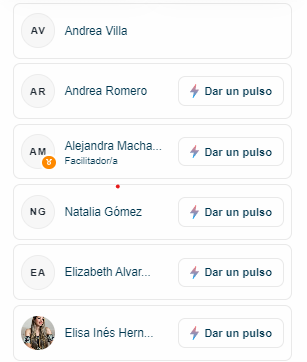 AV
Andrea Villa
AR
Andrea Romero
Dar un pulso
AM
Alejandra Macha...
Facilitador/a
Dar un pulso
NG
Natalia Gómez
Dar un pulso
EA
Elizabeth Alvar...
Dar un pulso
Elisa Inés Hern...
Dar un pulso